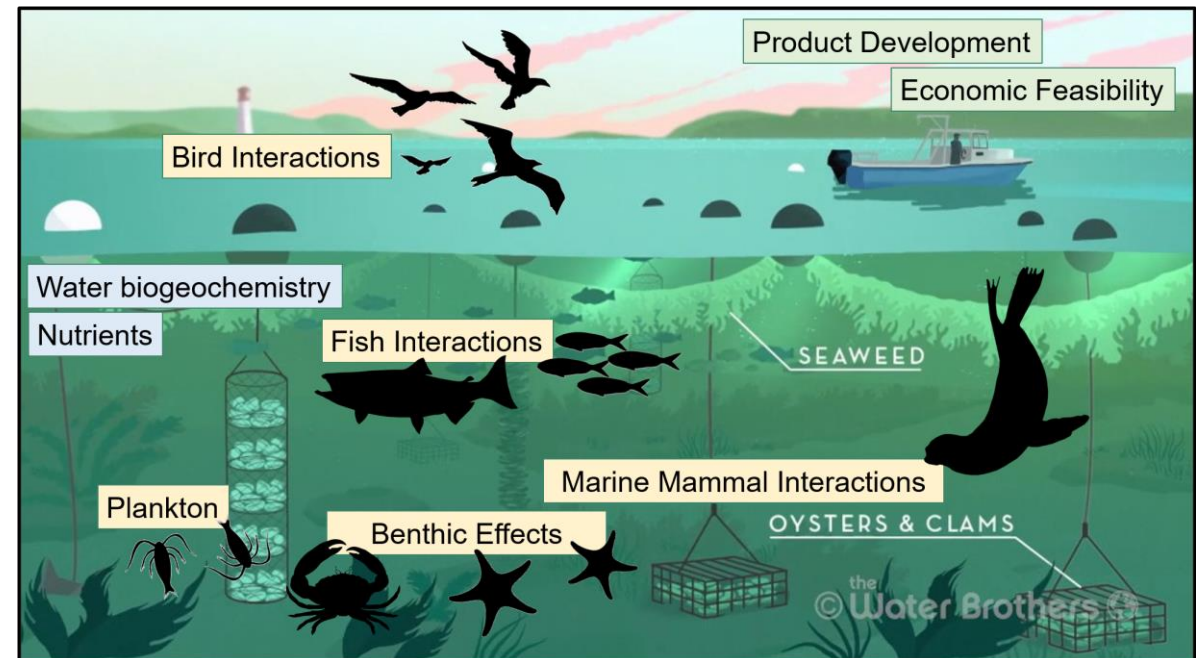 Product Development
Economic Feasibility
Bird Interactions
Water biogeochemistry
Nutrients
Fish Interactions
SEAWEED
Marine Mammal Interactions
Plankton
Benthic Effects
OYSTERS & CLAMS
the
© Water Brothers